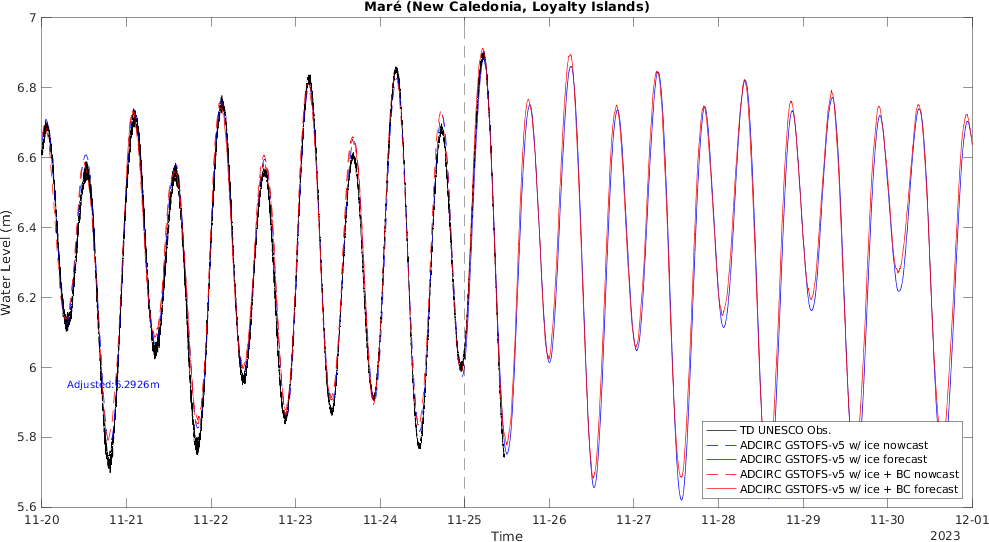 Maré (New Caledonia, Loyalty Islands)
7
6.8
6.6
6.4
6.2
6
5.8
5.6
Water Level (m)
Adjusted:6.2926m
TD UNESCO Obs.
ADCIRC GSTOFS-v5 w/ ice nowcast
ADCIRC GSTOFS-v5 w/ ice forecast
ADCIRC GSTOFS-v5 w/ ice + BC nowcast
ADCIRC GSTOFS-v5 w/ ice + BC forecast
11-20 11-21 11-22 11-23 11-24 11-25 11-26 11-27 11-28 11-29 11-30 12-01
Time
2023